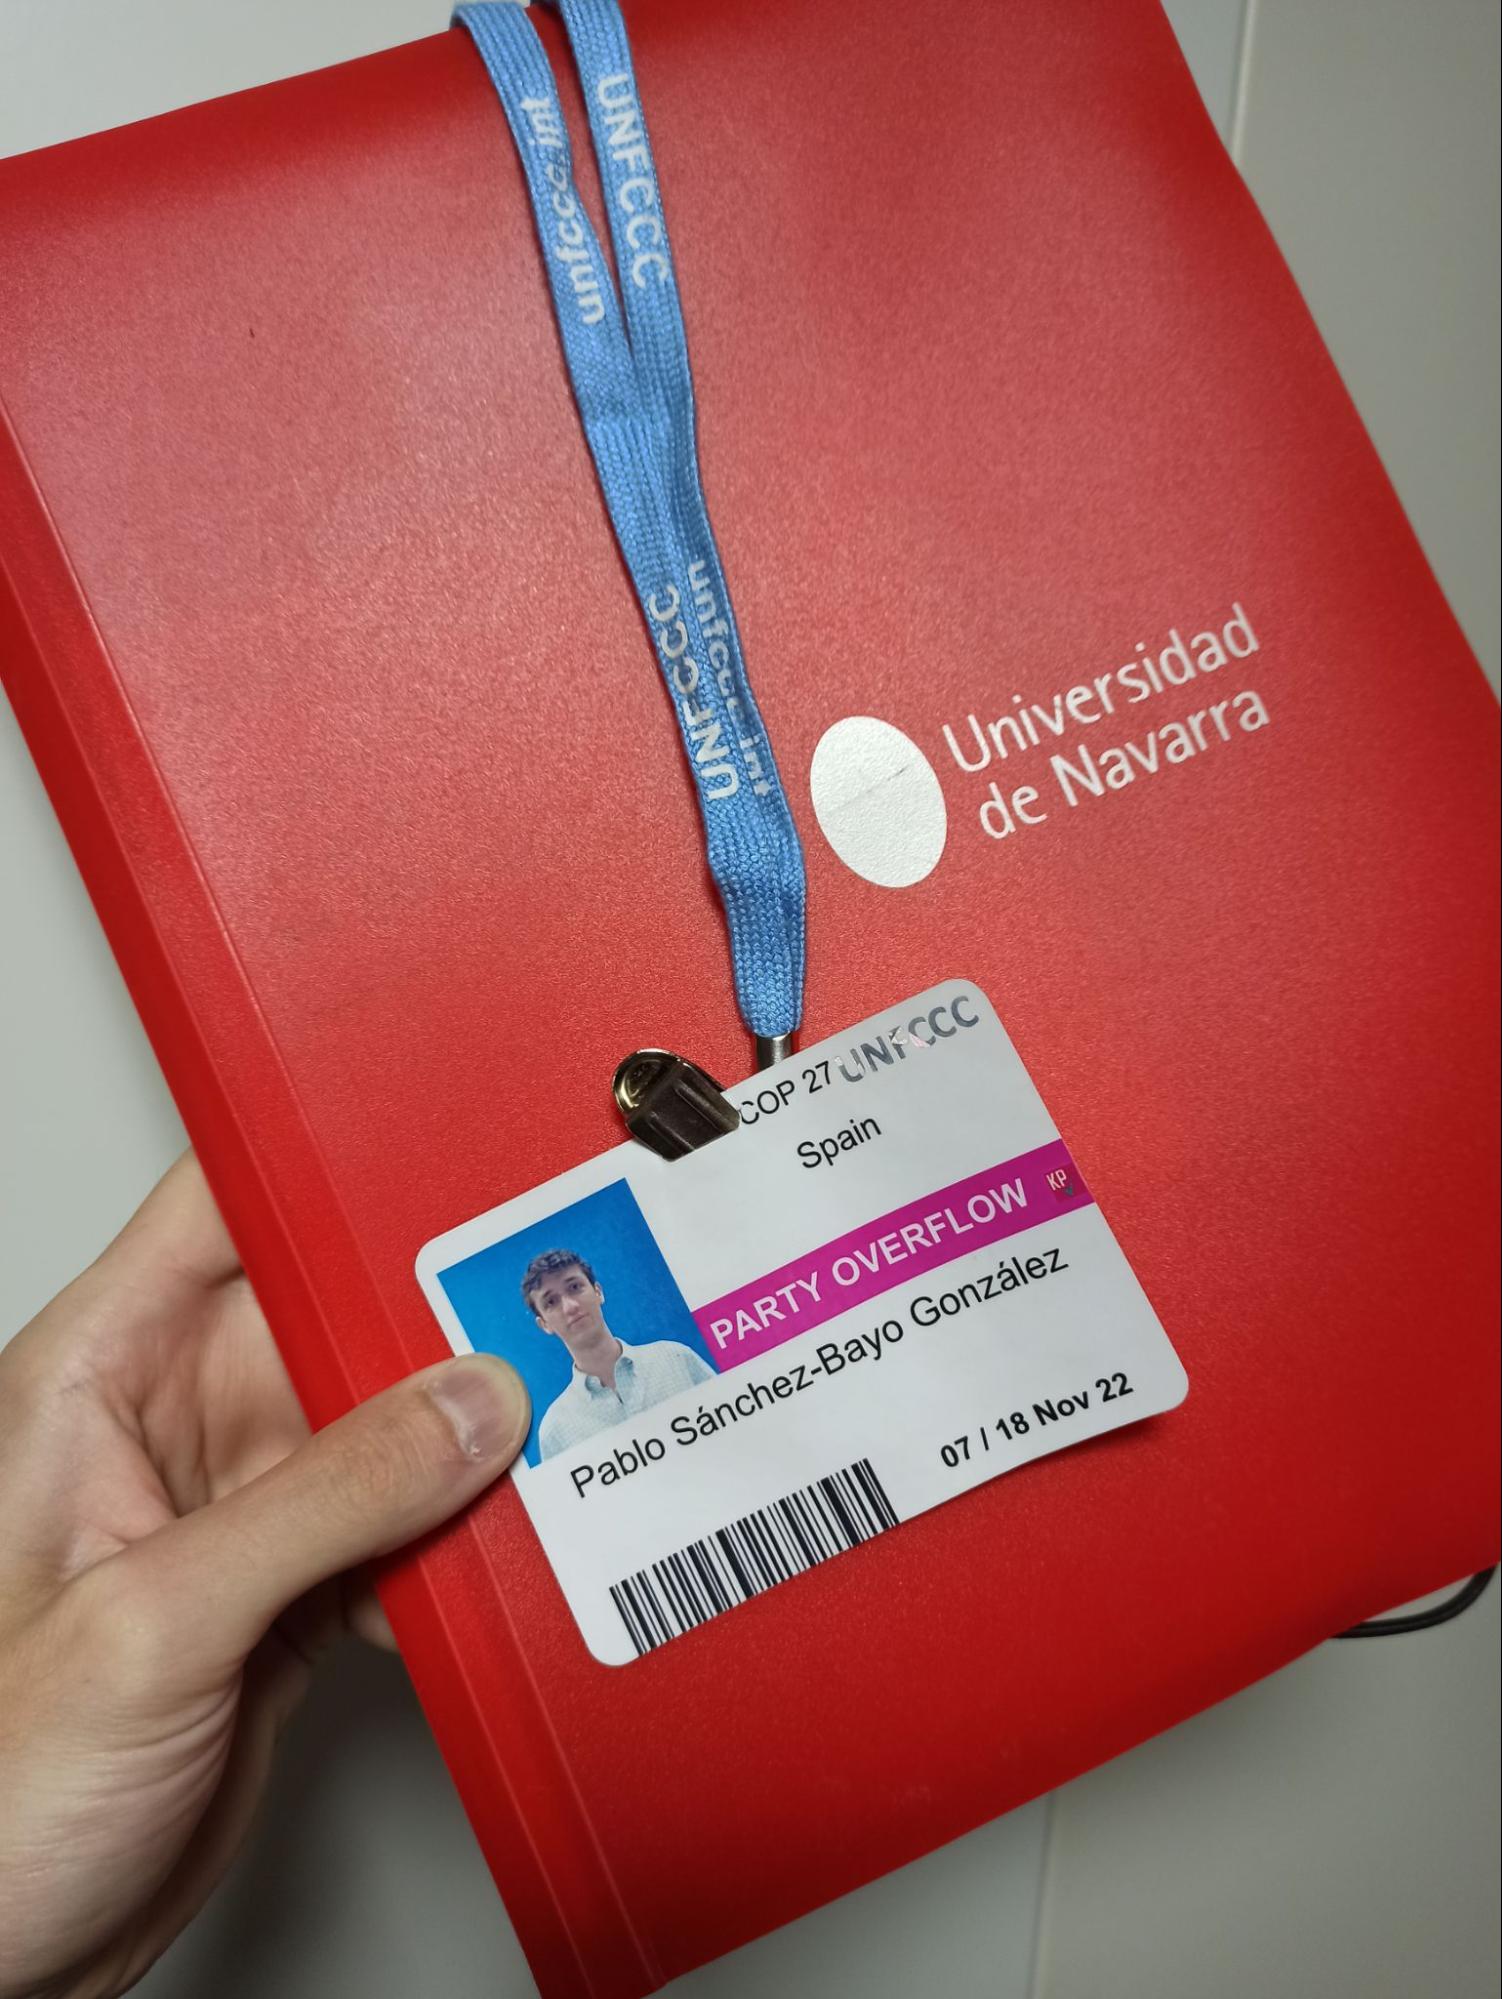 unfccc.int
UNFCCC
UNFCCC
unfccc.int
Universidad
de Navarra
COP 27 UNFCCC
Spain
PARTY OVERFLOW KP
Pablo Sánchez-Bayo González
07 / 18 Nov 22